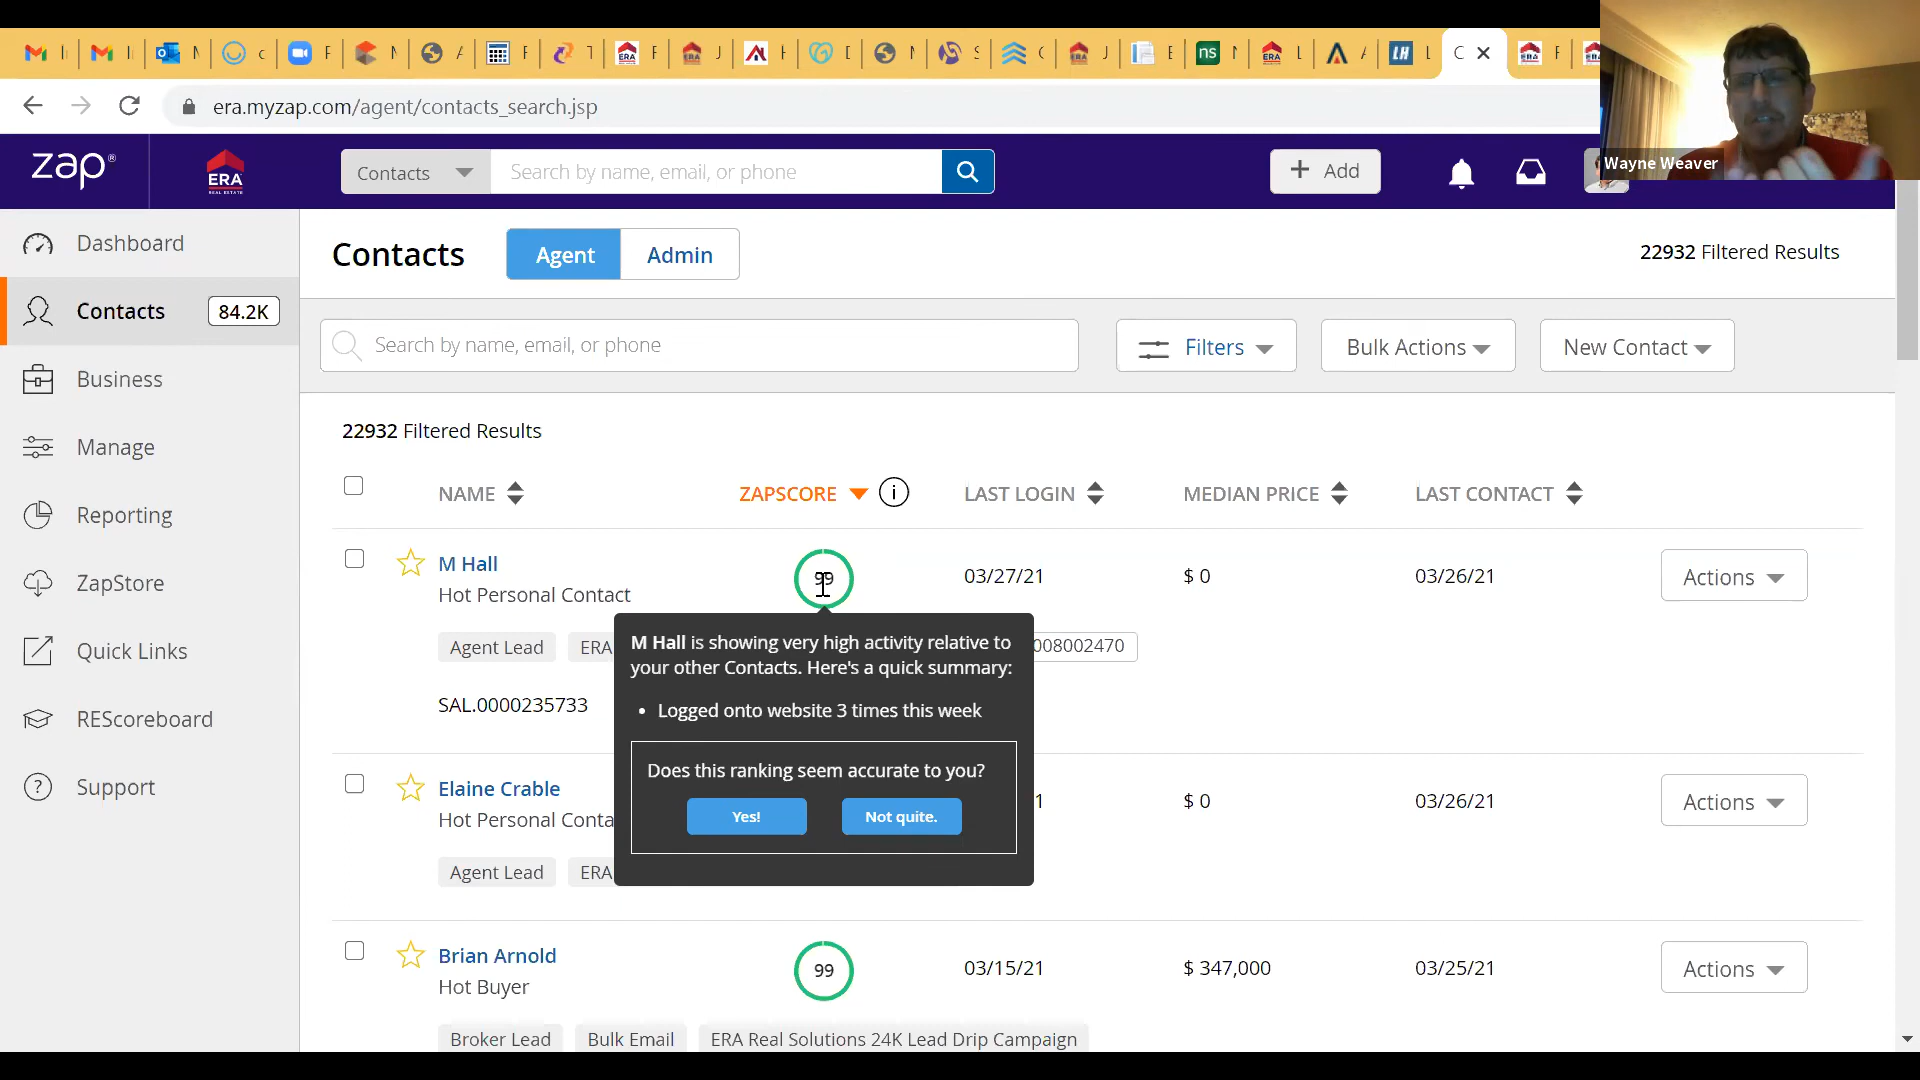 era.myzap.com/agent/contacts_search.jsp
Wayne Weaver
zap®
ERA
REAL ESTATE
Contacts
Search by name, email, or phone
+ Add
Dashboard
Contacts
84.2K
Business
Manage
Reporting
ZapStore
Quick Links
REScoreboard
Support
Contacts
Agent
Admin
22932 Filtered Results
Search by name, email, or phone
Filters
Bulk Actions
New Contact
22932 Filtered Results
NAME
ZAPSCORE
LAST LOGIN
MEDIAN PRICE
LAST CONTACT
M Hall
Hot Personal Contact
99
03/27/21
$ 0
03/26/21
Actions
Agent Lead
ERA
008002470
SAL.0000235733
M Hall is showing very high activity relative to
your other Contacts. Here's a quick summary:
• Logged onto website 3 times this week
Does this ranking seem accurate to you?
Yes!
Not quite.
Elaine Crable
Hot Personal Conta
1
$ 0
03/26/21
Actions
Agent Lead
ERA
Brian Arnold
Hot Buyer
99
03/15/21
$ 347,000
03/25/21
Actions
Broker Lead
Bulk Email
ERA Real Solutions 24K Lead Drip Campaign